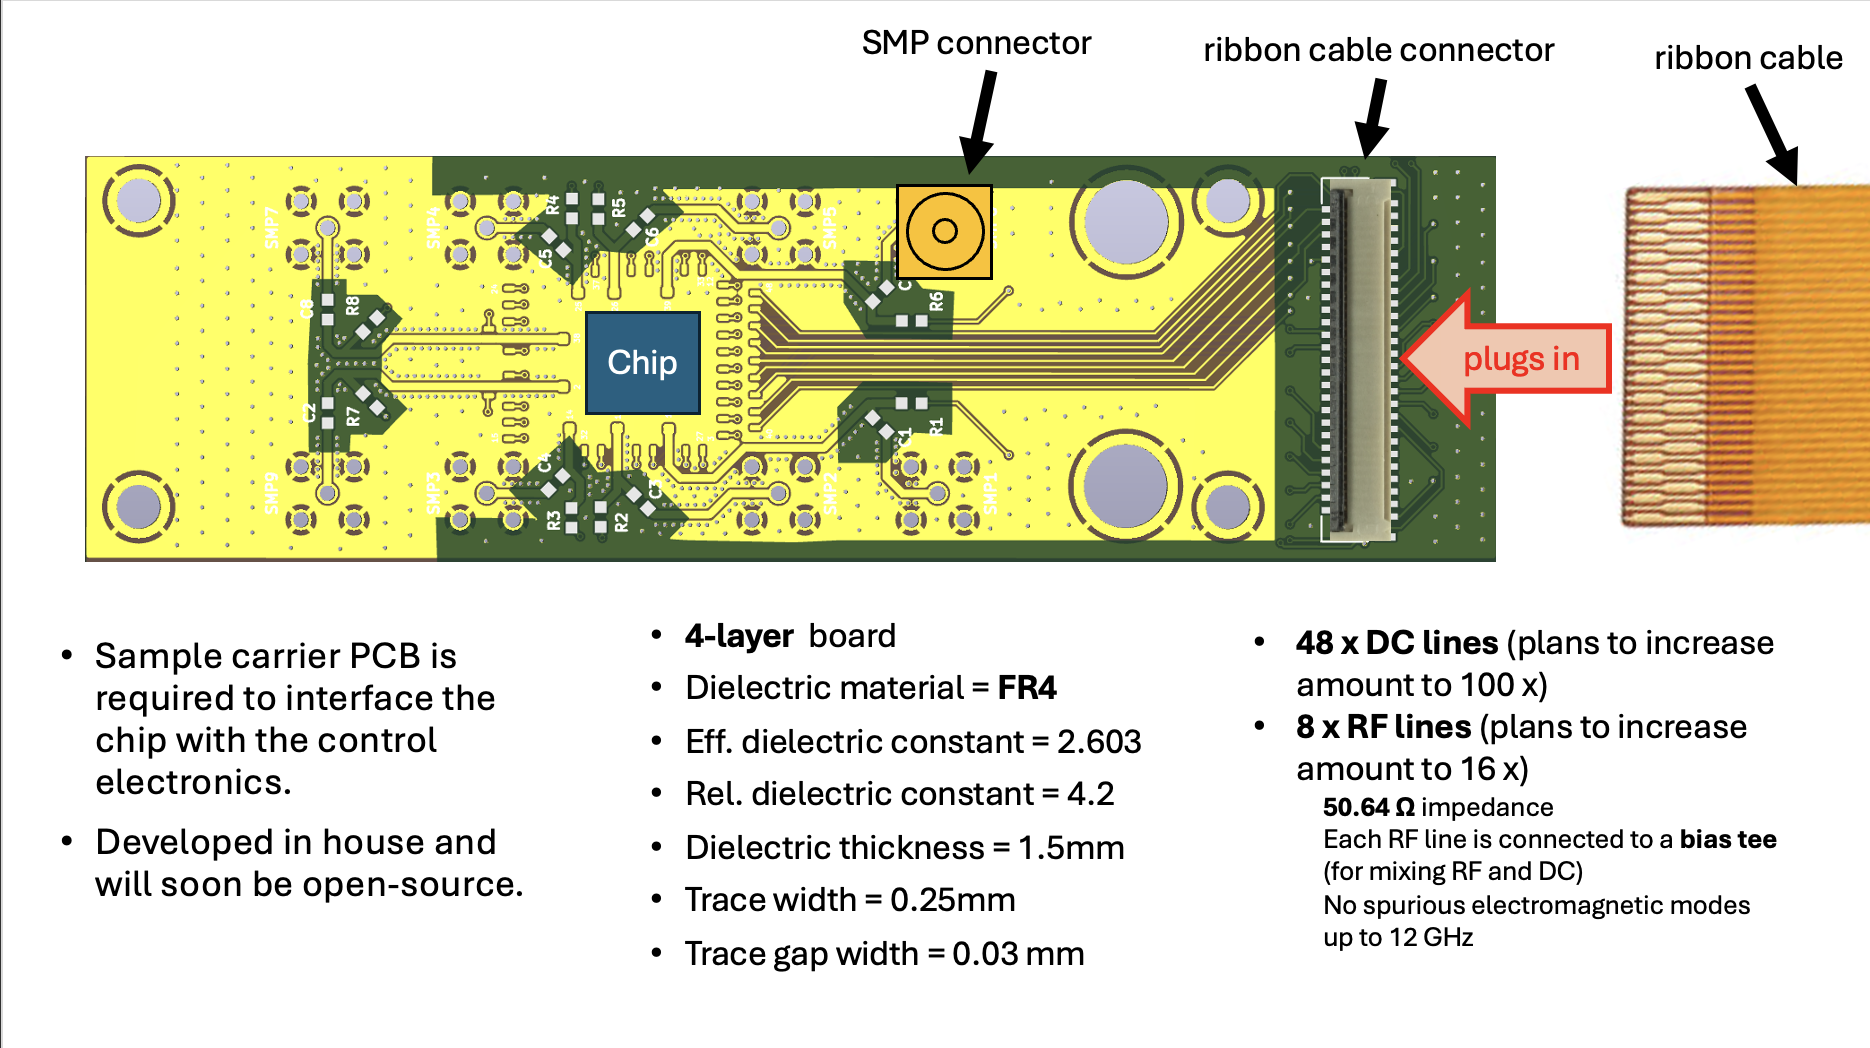 SMP connector
ribbon cable connector
ribbon cable
SMP7
SMP4
R4
R5
C5
C6
SMP5
C
R6
C8
R8
Chip
plugs in
C2
R7
C1
R1
SMP9
SMP3
C4
R3
R2
C3
SMP2
SMP1
• Sample carrier PCB is
required to interface the
chip with the control
electronics.
• Developed in house and
will soon be open-source.
• 4-layer board
• Dielectric material = FR4
• Eff. dielectric constant = 2.603
• Rel. dielectric constant = 4.2
• Dielectric thickness = 1.5mm
• Trace width = 0.25mm
• Trace gap width = 0.03 mm
• 48 x DC lines (plans to increase
amount to 100 x)
• 8 x RF lines (plans to increase
amount to 16 x)
50.64 Ω impedance
Each RF line is connected to a bias tee
(for mixing RF and DC)
No spurious electromagnetic modes
up to 12 GHz